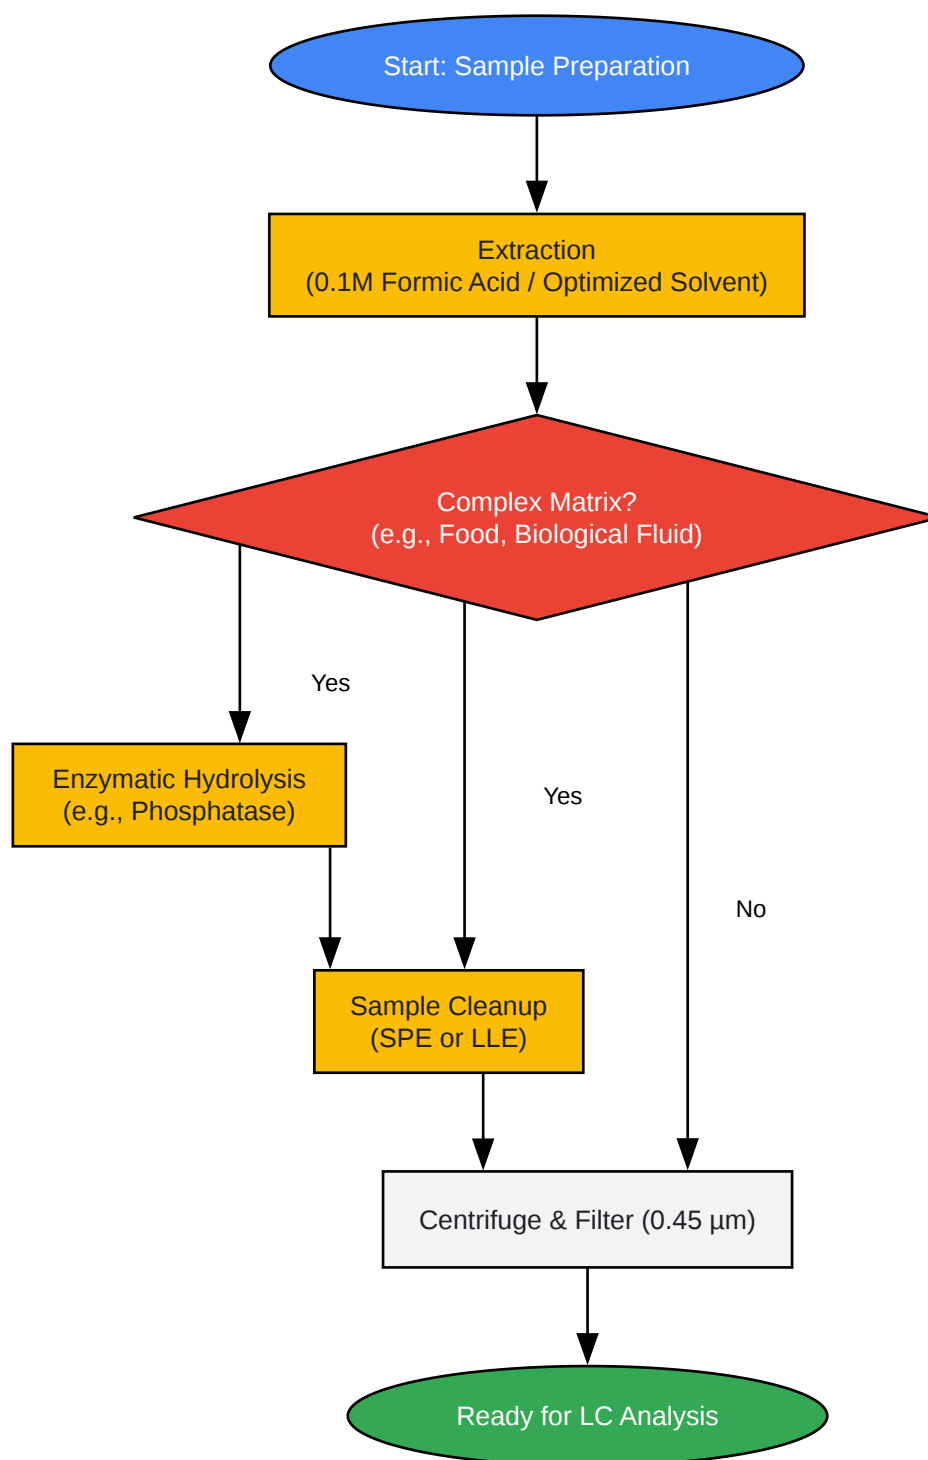 Start: Sample Preparation
Extraction
(0.1M Formic Acid / Optimized Solvent)
Complex Matrix?
(e.g., Food, Biological Fluid)
Yes
Enzymatic Hydrolysis
(e.g., Phosphatase)
Yes
No
Sample Cleanup
(SPE or LLE)
Centrifuge & Filter (0.45 µm)
Ready for LC Analysis